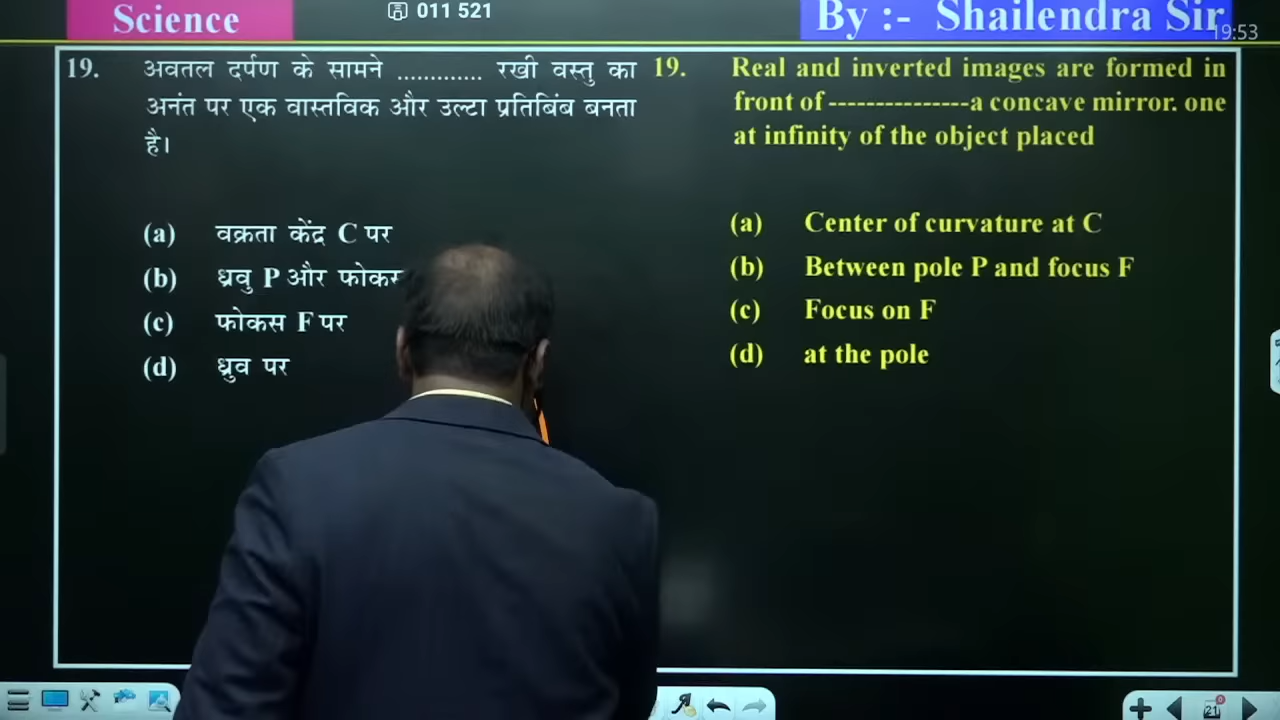 Science
011 521
By :- Shailendra Sir
19:53
19. अवतल दर्पण के सामने ............. रखी वस्तु का
अनंत पर एक वास्तविक और उल्टा प्रतिबिंब बनता
है।
(a) वक्रता केंद्र C पर
(b) ध्रवु P और फोकस
(c) फोकस F पर
(d) ध्रुव पर
19. Real and inverted images are formed in
front of ---------------a concave mirror. one
at infinity of the object placed
(a) Center of curvature at C
(b) Between pole P and focus F
(c) Focus on F
(d) at the pole
21